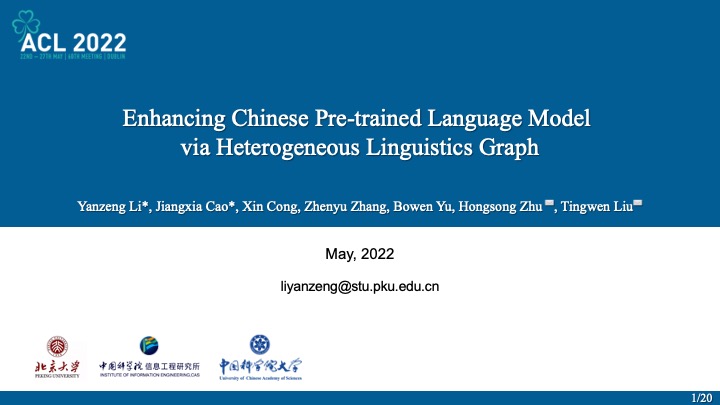 ACL 2022
22ND – 27TH MAY | 60TH MEETING | DUBLIN
Enhancing Chinese Pre-trained Language Model
via Heterogeneous Linguistics Graph
Yanzeng Li*, Jiangxia Cao*, Xin Cong, Zhenyu Zhang, Bowen Yu, Hongsong Zhu, Tingwen Liu
May, 2022
liyanzeng@stu.pku.edu.cn
北京大学
PEKING UNIVERSITY
中国科学院 信息工程研究所
INSTITUTE OF INFORMATION ENGINEERING,CAS
中国科学院大学
University of Chinese Academy of Sciences
1/20